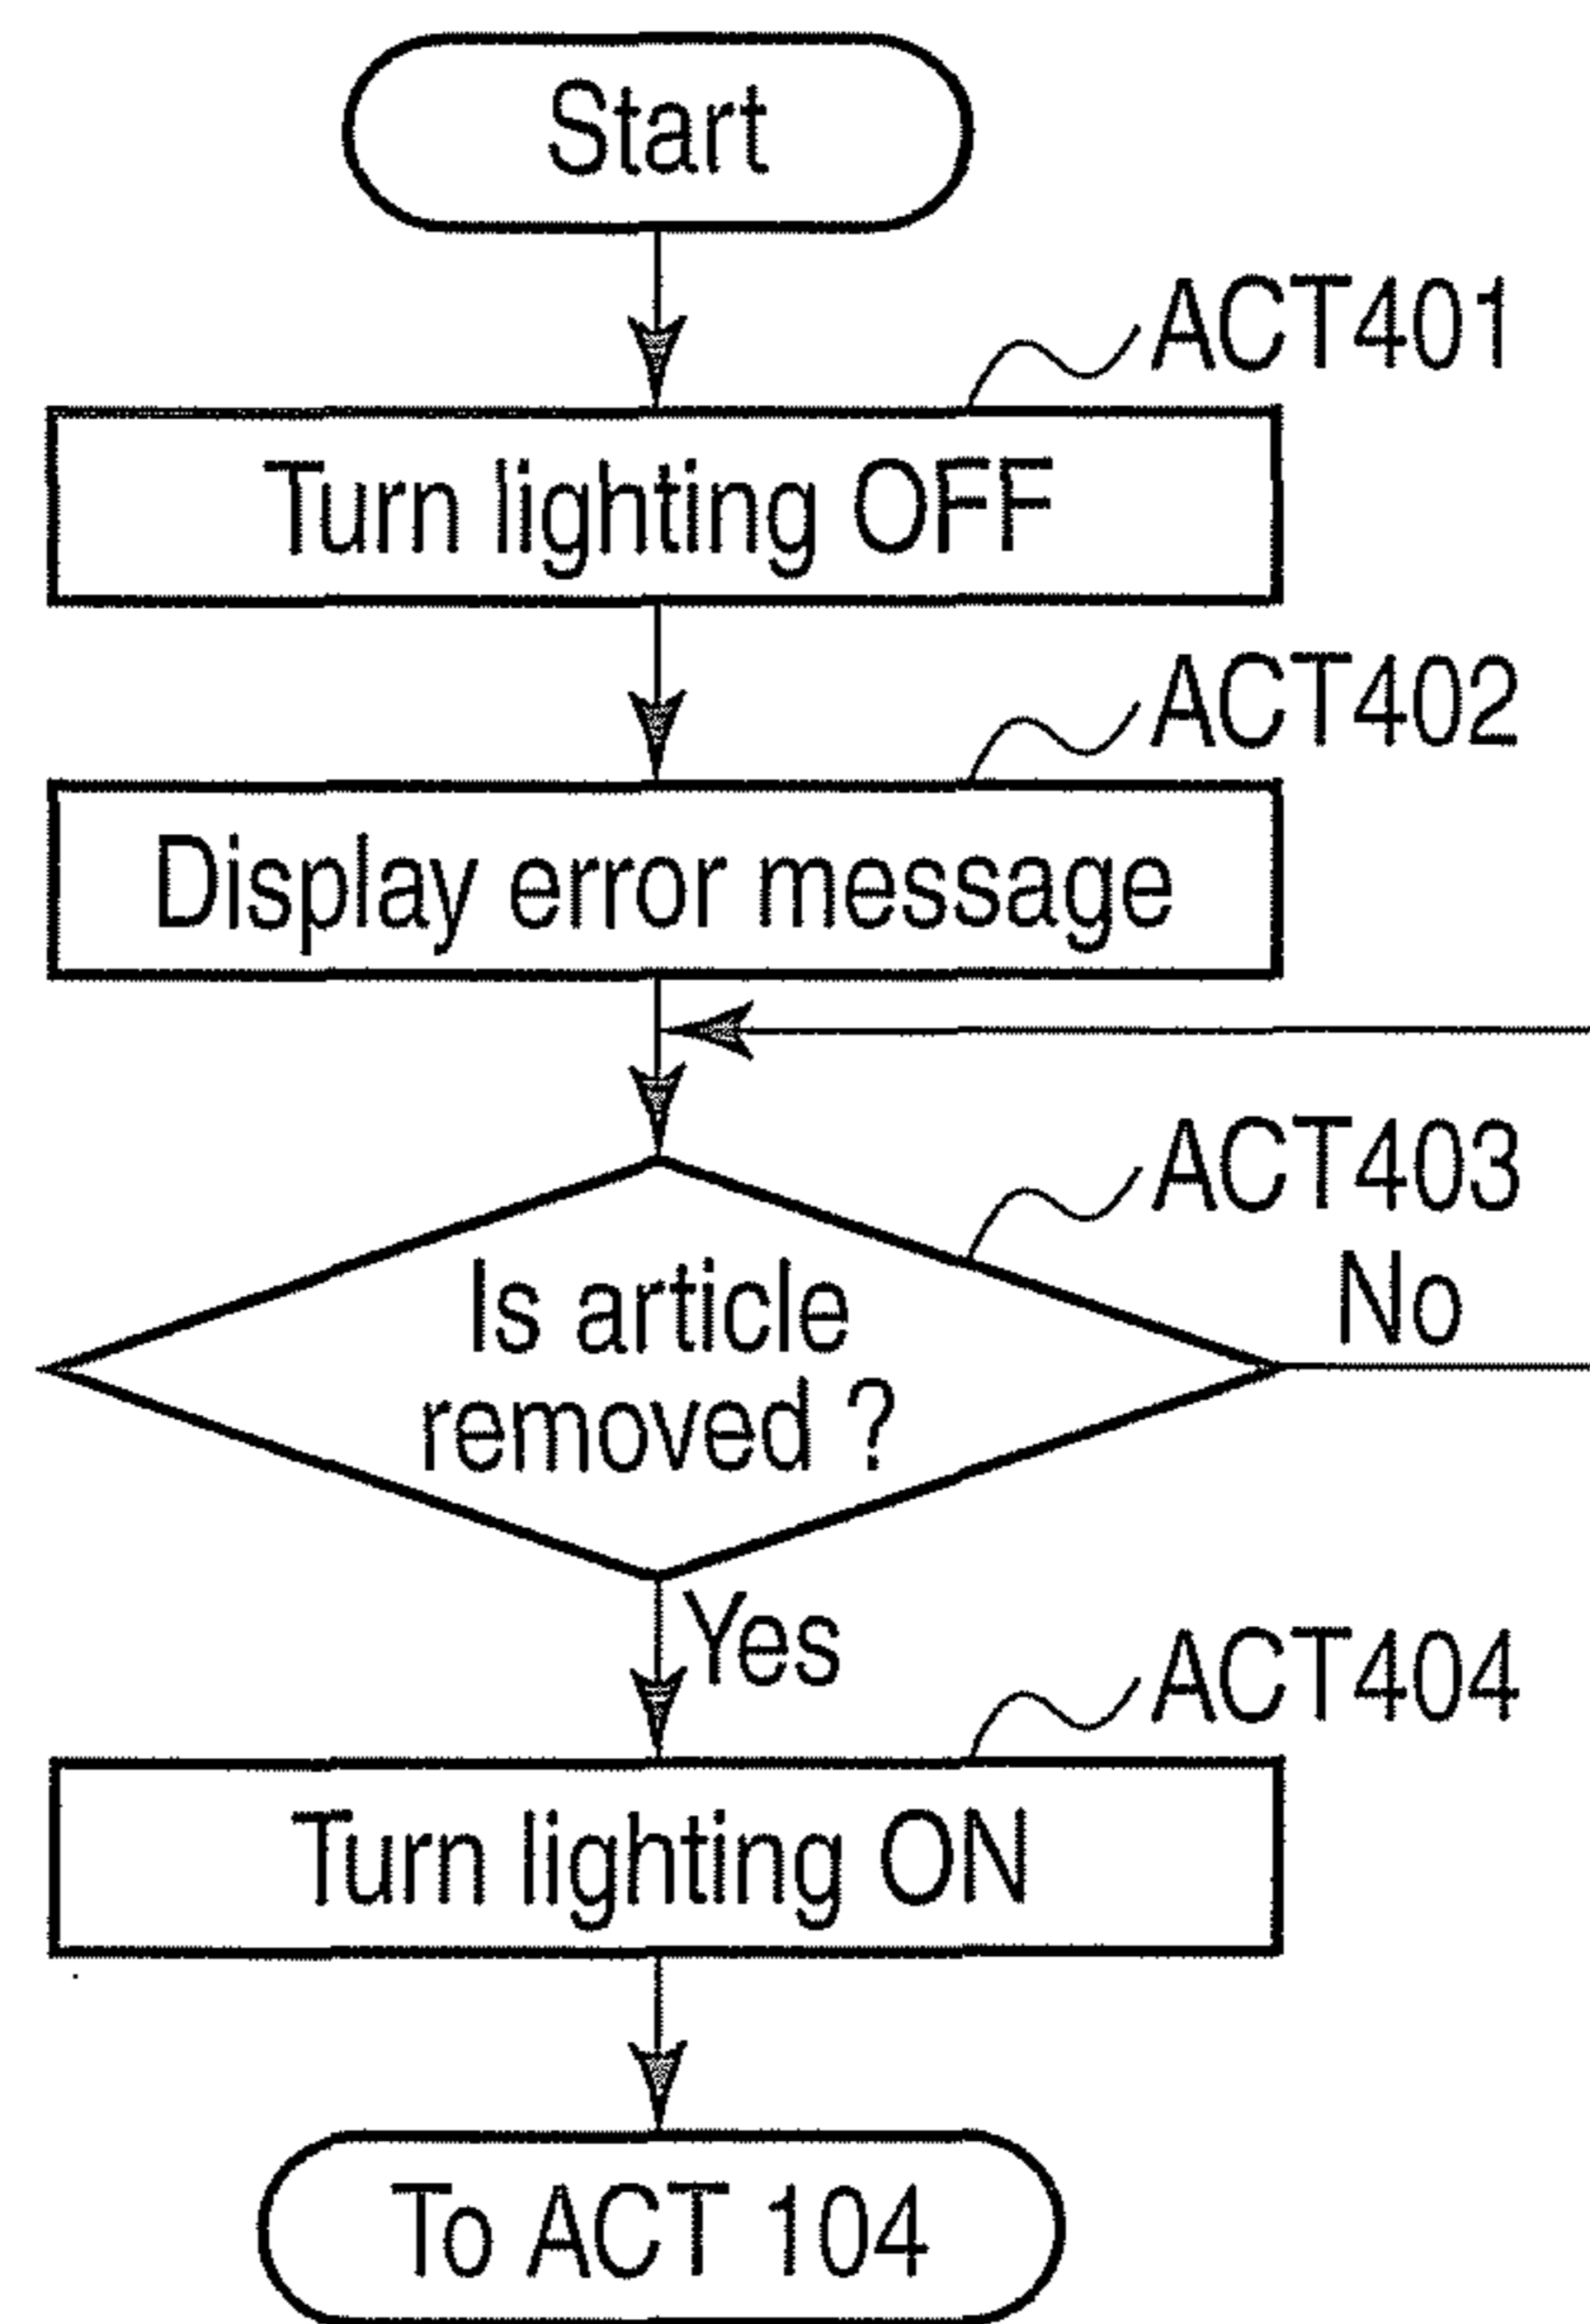 Start
ACT401
Turn lighting OFF
ACT402
Display error message
ACT403
Is article
removed ?
No
Yes
ACT404
Turn lighting ON
To ACT 104